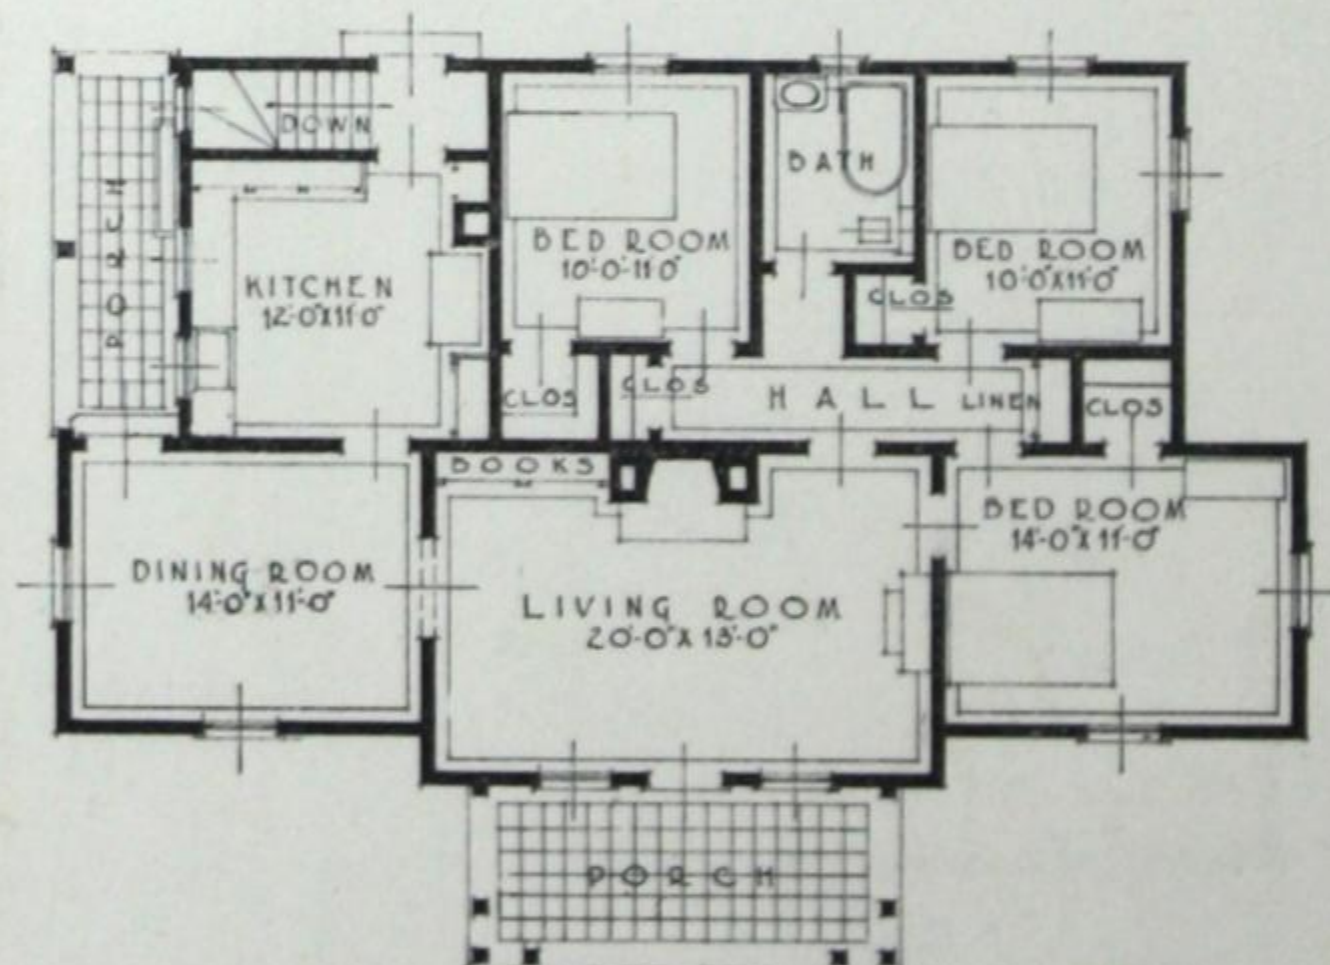 DOWN
BATH
PORCH
BED ROOM
10'-0"-11'-0"
BED ROOM
10'-0"X11'-0"
KITCHEN
12'-0"X11'-0"
CLOS
CLOS
CLOS
HALL
LINEN
CLOS
BOOKS
BED ROOM
14'-0"X11'-0"
DINING ROOM
14'-0"X11'-0"
LIVING ROOM
20'-0"X13'-0"
PORCH